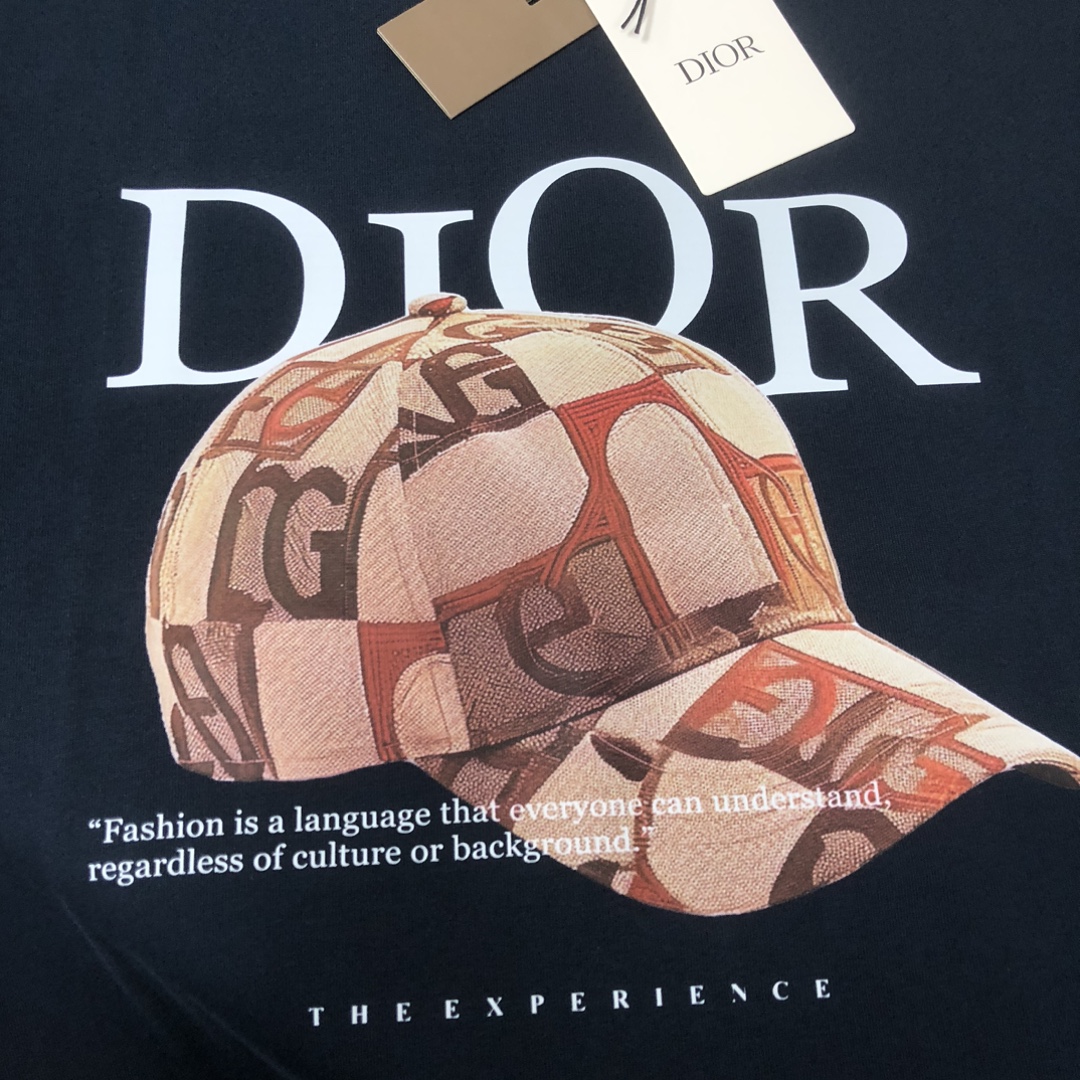 DIOR
DIOR
“Fashion is a language that everyone can understand,
regardless of culture or background.”
THE EXPERIENCE